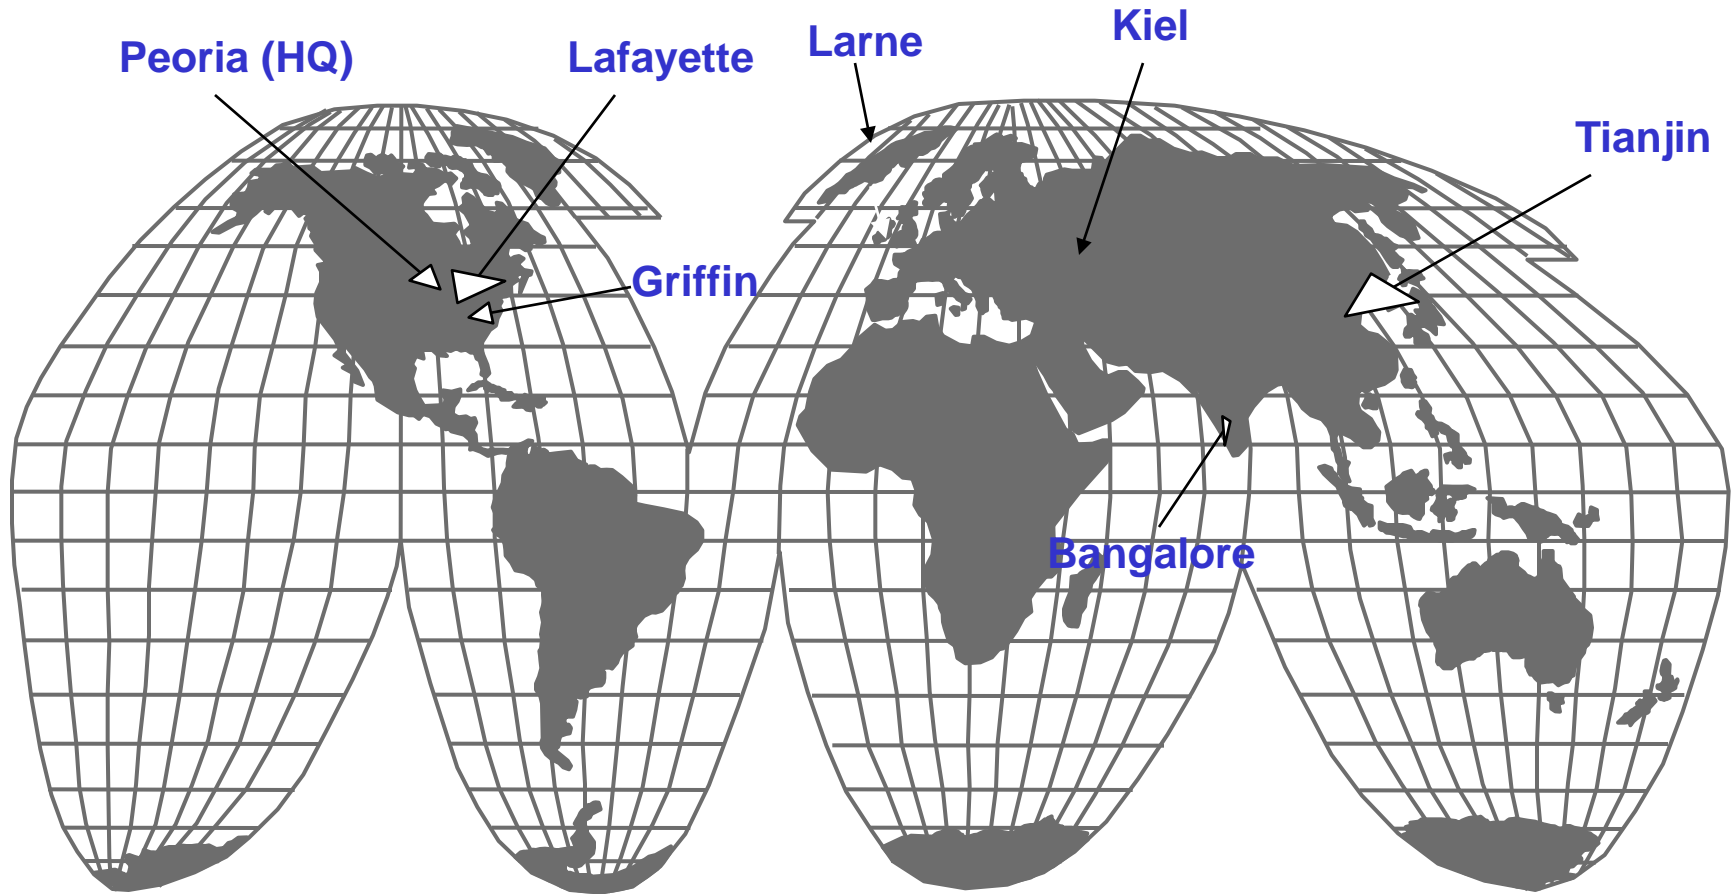 Kiel
Larne
Peoria (HQ)
Lafayette
Tianjin
Griffin
Bangalore